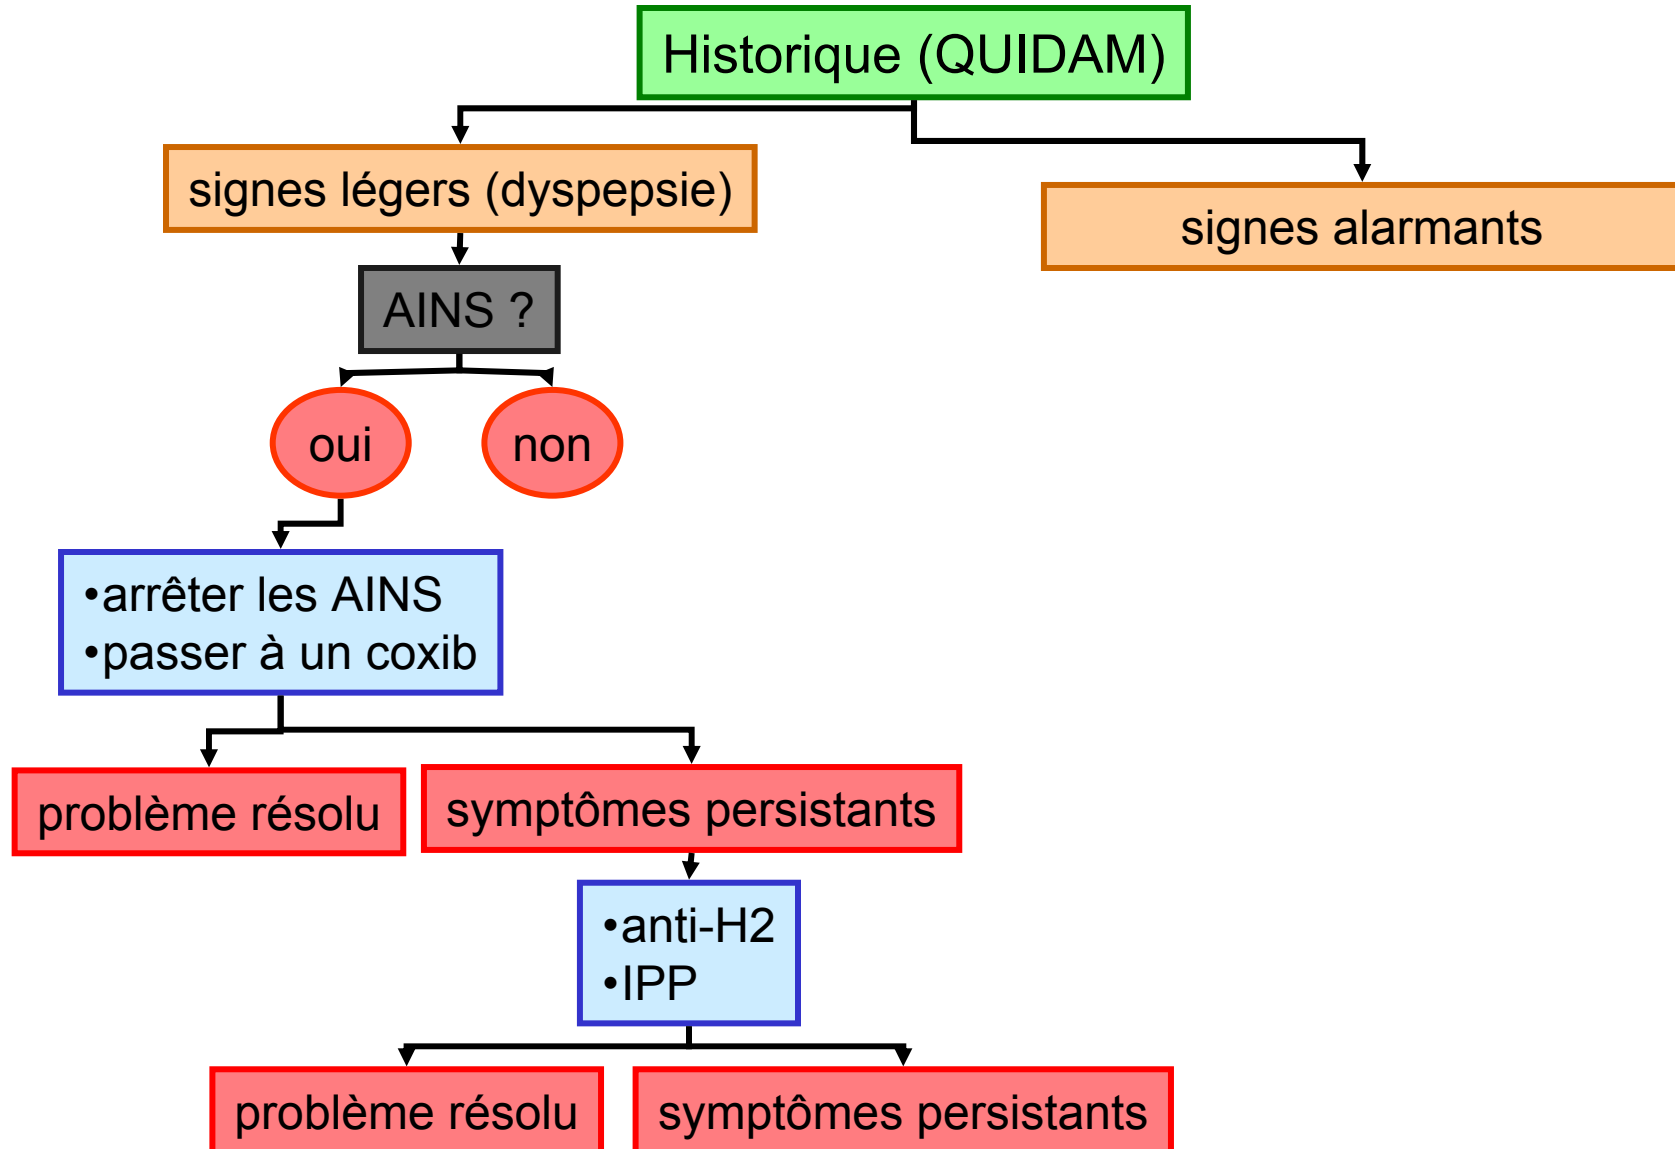 Historique (QUIDAM)
signes légers (dyspepsie)
signes alarmants
AINS ?
oui
non
•arrêter les AINS
•passer à un coxib
problème résolu
symptômes persistants
•anti-H2
•IPP
problème résolu
symptômes persistants